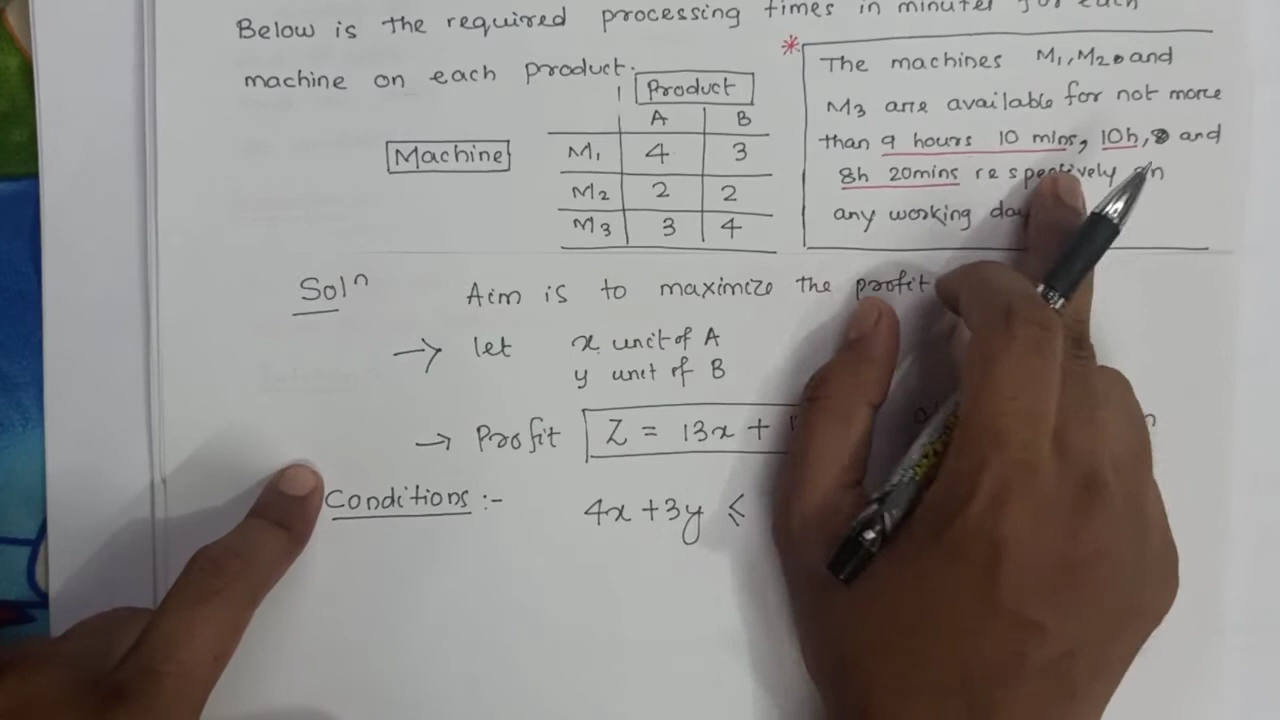 Below is the required processing times in minutes for each
machine on each product.
Product
A B
Machine
M1 4 3
M2 2 2
M3 3 4
* The machines M1, M2 and
M3 are available for not more
than 9 hours 10 mins, 10h, and
8h 20mins respectively on
any working day
Soln Aim is to maximize the profit
→ let x unit of A
y unit of B
→ Profit Z = 13x +
Conditions :- 4x + 3y ≤